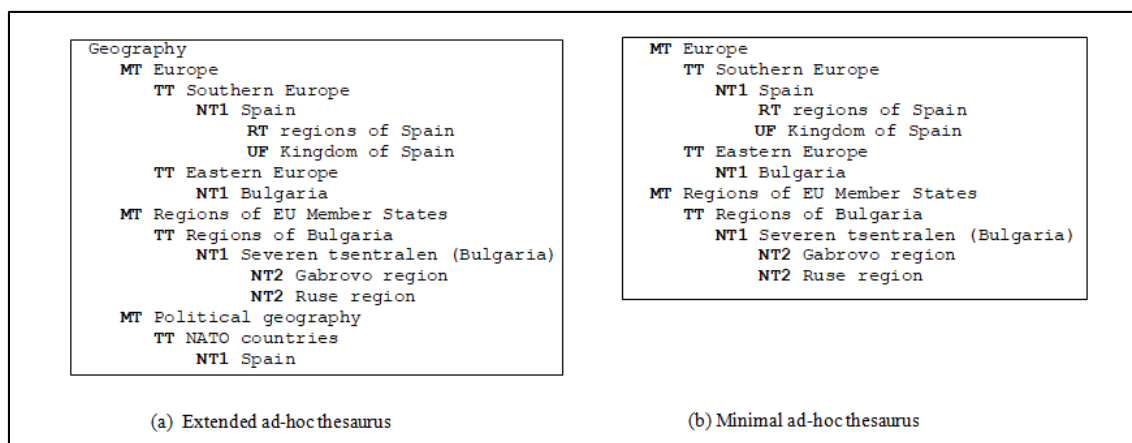 Geography
MT Europe
TT Southern Europe
NT1 Spain
RT regions of Spain
UF Kingdom of Spain
TT Eastern Europe
NT1 Bulgaria
MT Regions of EU Member States
TT Regions of Bulgaria
NT1 Severen tsentralen (Bulgaria)
NT2 Gabrovo region
NT2 Ruse region
MT Political geography
TT NATO countries
NT1 Spain
(a) Extended ad-hoc thesaurus
MT Europe
TT Southern Europe
NT1 Spain
RT regions of Spain
UF Kingdom of Spain
TT Eastern Europe
NT1 Bulgaria
MT Regions of EU Member States
TT Regions of Bulgaria
NT1 Severen tsentralen (Bulgaria)
NT2 Gabrovo region
NT2 Ruse region
(b) Minimal ad-hoc thesaurus